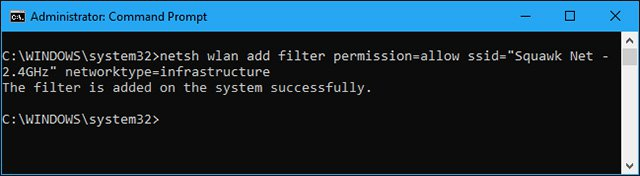 Administrator: Command Prompt
C:\WINDOWS\system32>netsh wlan add filter permission=allow ssid="Squawk Net -
2.4GHz" networktype=infrastructure
The filter is added on the system successfully.
C:\WINDOWS\system32>